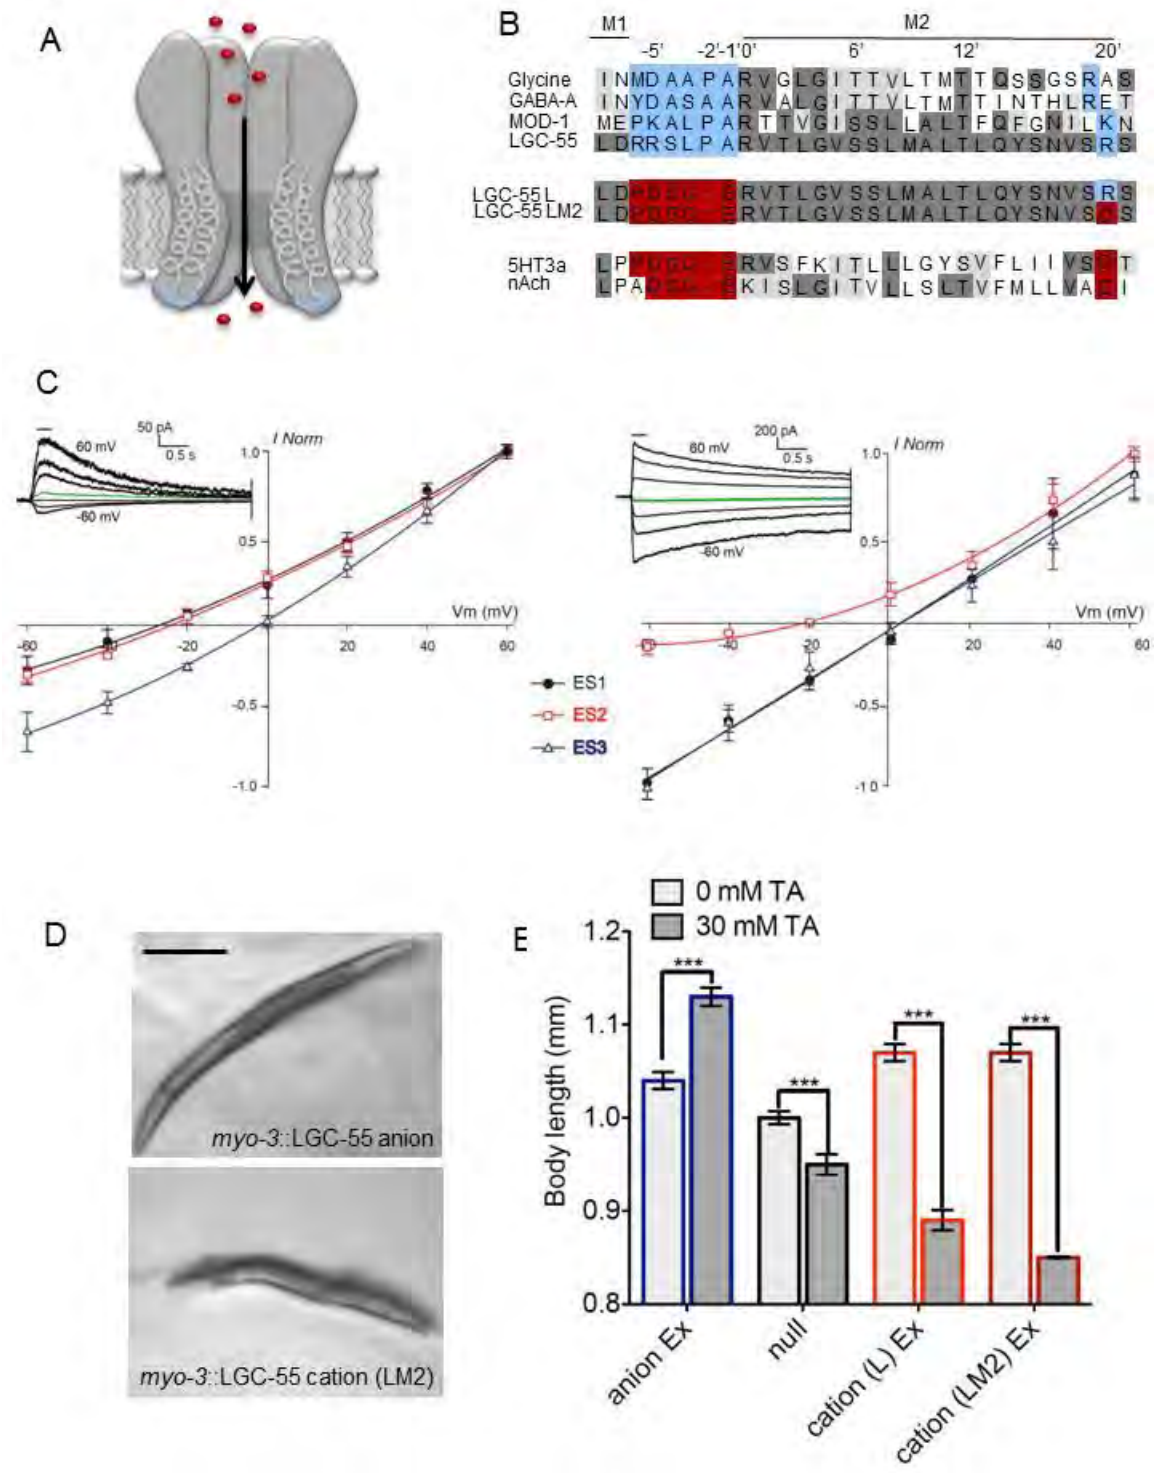 A
B
M1
M2
-5'
-2'-1'0'
6'
12'
20'
Glycine I N M D A A P A R V G L G I T T V L T M T T Q S S G S R A S
GABA-A I N Y D A S A A R V A L G I T T V L T M T T I N T H L R E T
MOD-1 M E P K A L P A R T T V G I S S L L A L T F Q F G N I L K N
LGC-55 L D R R S L P A R V T L G V S S L M A L T L Q Y S N V S R S
LGC-55 L L D P D S G E R V T L G V S S L M A L T L Q Y S N V S R S
LGC-55 LM2 L D P D S G E R V T L G V S S L M A L T L Q Y S N V S S
5HT3a L P D S G E R V S F K I T L L L G Y S V F L I I V S T
nAch L P A D S G E K I S L G I T V L L S L T V F M L L V A I
C
50 pA
0.5 s
60 mV
-60 mV
I Norm
1.0
0.5
Vm (mV)
-60
-20
20
40
60
-0.5
-1.0
ES1
ES2
ES3
200 pA
0.5 s
60 mV
-60 mV
I Norm
1.0
0.5
Vm (mV)
-40
-20
20
40
60
-0.5
-1.0
D
myo-3::LGC-55 anion
myo-3::LGC-55 cation (LM2)
E
0 mM TA
30 mM TA
Body length (mm)
1.2
1.1
1.0
0.9
0.8
***
***
***
***
anion Ex
null
cation (L) Ex
cation (LM2) Ex